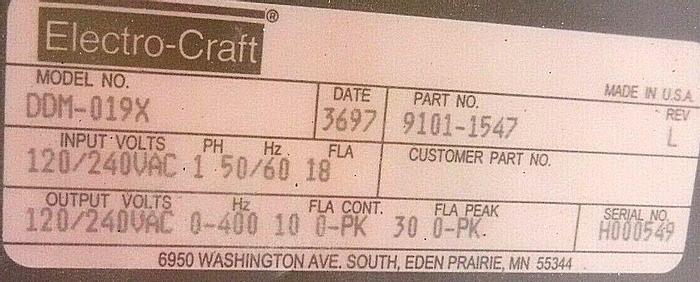 Electro-Craft ®
MADE IN U.S.A.
MODEL NO. DATE PART NO. REV
DDM-019X 3697 9101-1547 L
INPUT VOLTS PH Hz. FLA CUSTOMER PART NO.
120/240VAC 1 50/60 18
OUTPUT VOLTS Hz FLA CONT. FLA PEAK SERIAL NO.
120/240VAC 0-400 10 0-PK 30 0-PK H000549
6950 WASHINGTON AVE. SOUTH, EDEN PRAIRIE, MN 55344